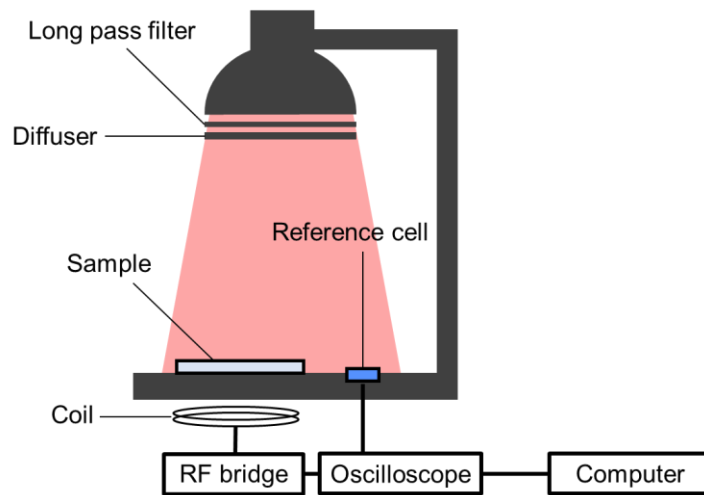 Long pass filter
Diffuser
Reference cell
Sample
Coil
RF bridge
Oscilloscope
Computer